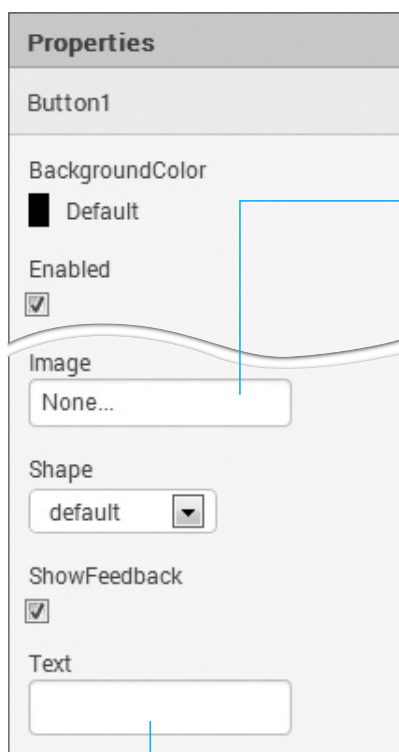 Properties
Button1
BackgroundColor
Default
Enabled
Image
None...
Shape
default
ShowFeedback
Text